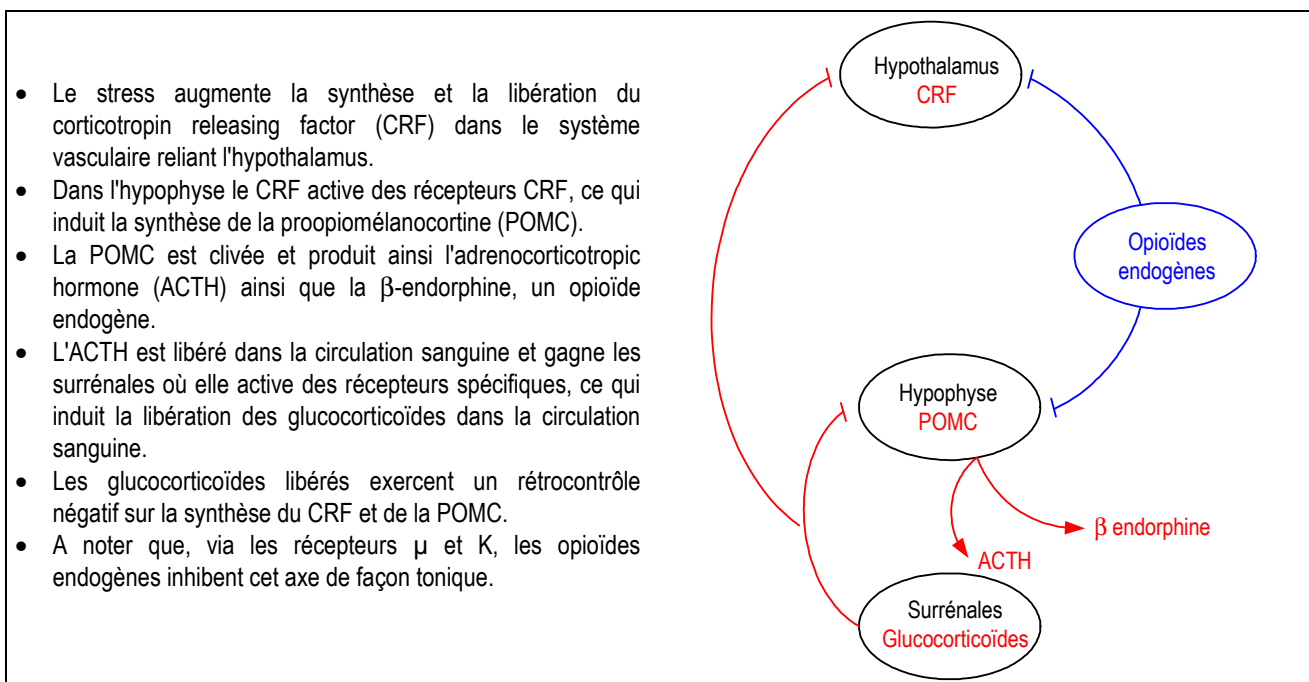 • Le stress augmente la synthèse et la libération du
corticotropin releasing factor (CRF) dans le système
vasculaire reliant l'hypothalamus.
• Dans l'hypophyse le CRF active des récepteurs CRF, ce qui
induit la synthèse de la proopiomélanocortine (POMC).
• La POMC est clivée et produit ainsi l'adrenocorticotropic
hormone (ACTH) ainsi que la β-endorphine, un opioïde
endogène.
• L'ACTH est libéré dans la circulation sanguine et gagne les
surrénales où elle active des récepteurs spécifiques, ce qui
induit la libération des glucocorticoïdes dans la circulation
sanguine.
• Les glucocorticoïdes libérés exercent un rétrocontrôle
négatif sur la synthèse du CRF et de la POMC.
• A noter que, via les récepteurs µ et K, les opioïdes
endogènes inhibent cet axe de façon tonique.
Hypothalamus
CRF
Opioïdes
endogènes
Hypophyse
POMC
β endorphine
ACTH
Surrénales
Glucocorticoïdes